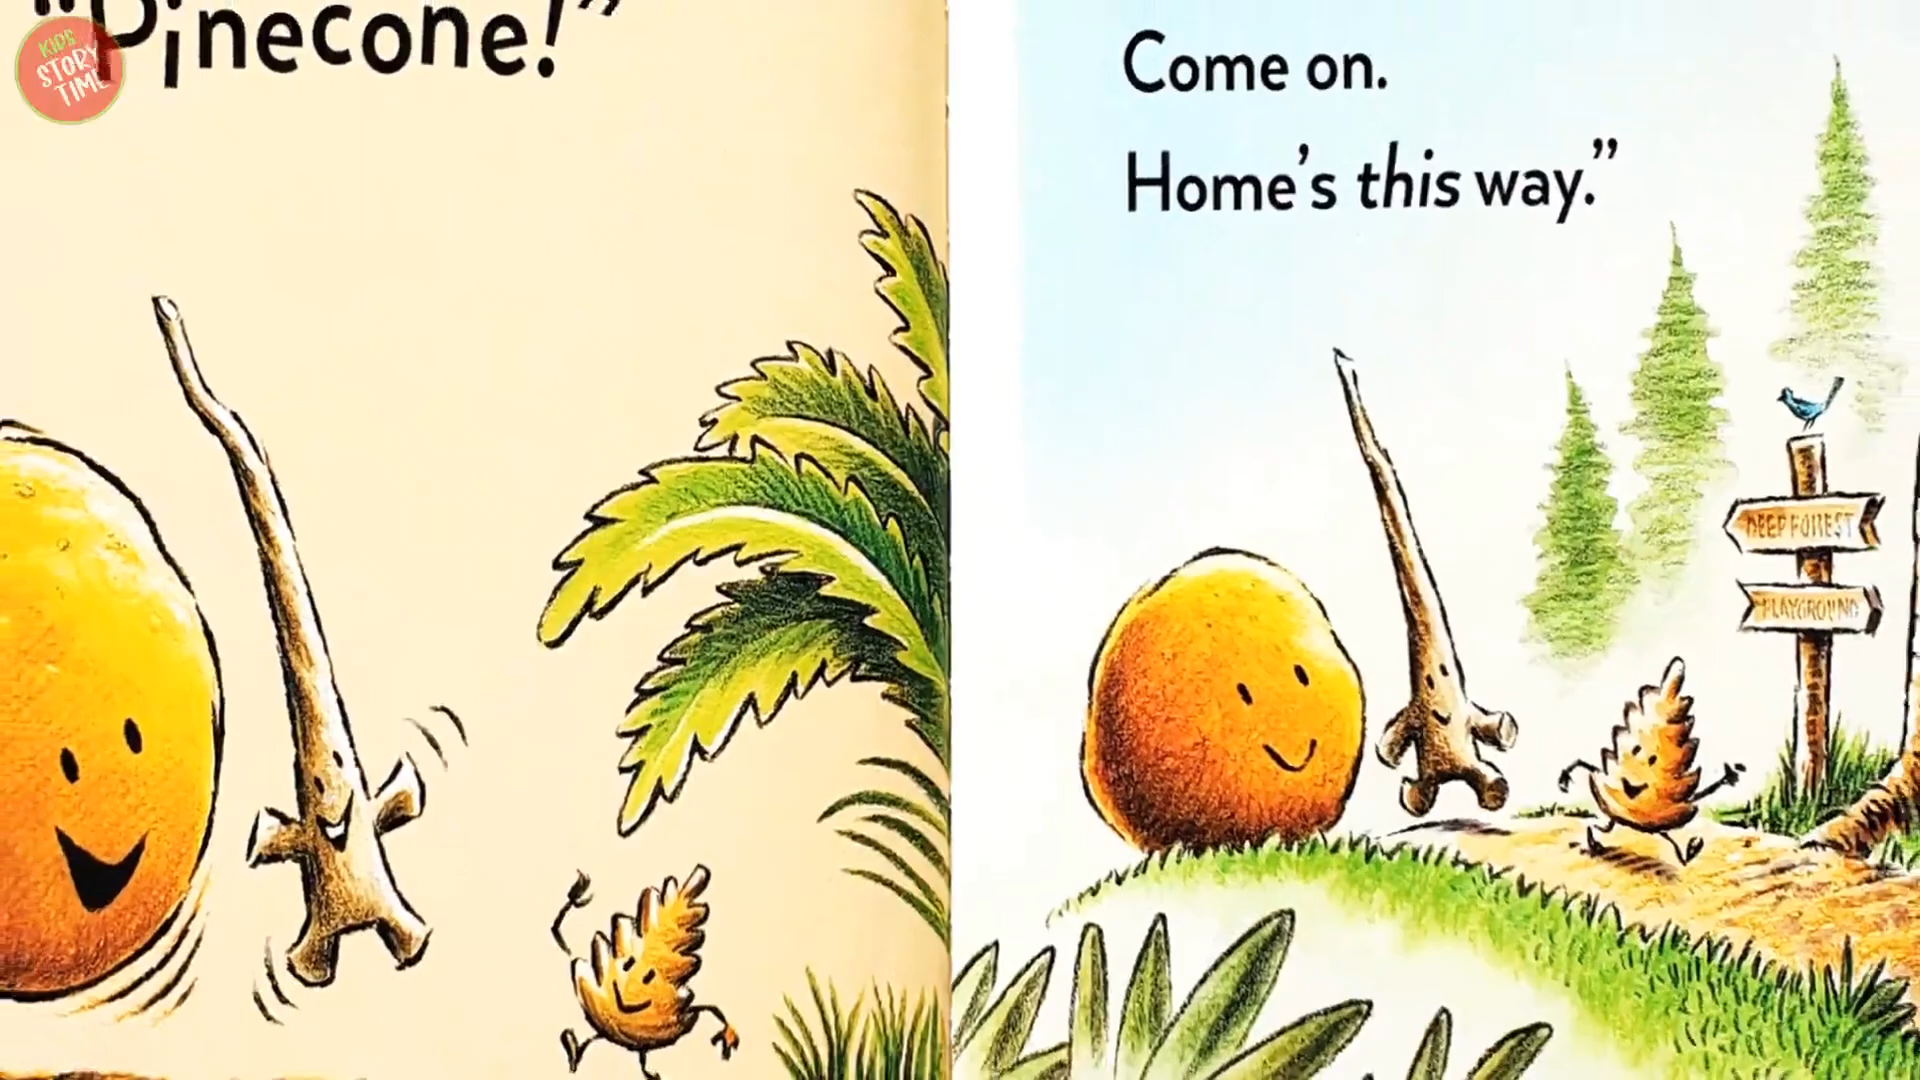 "Pinecone!"
KIDS
STORY
TIME
Come on.
Home's this way."
DEEP FOREST
PLAYGROUND